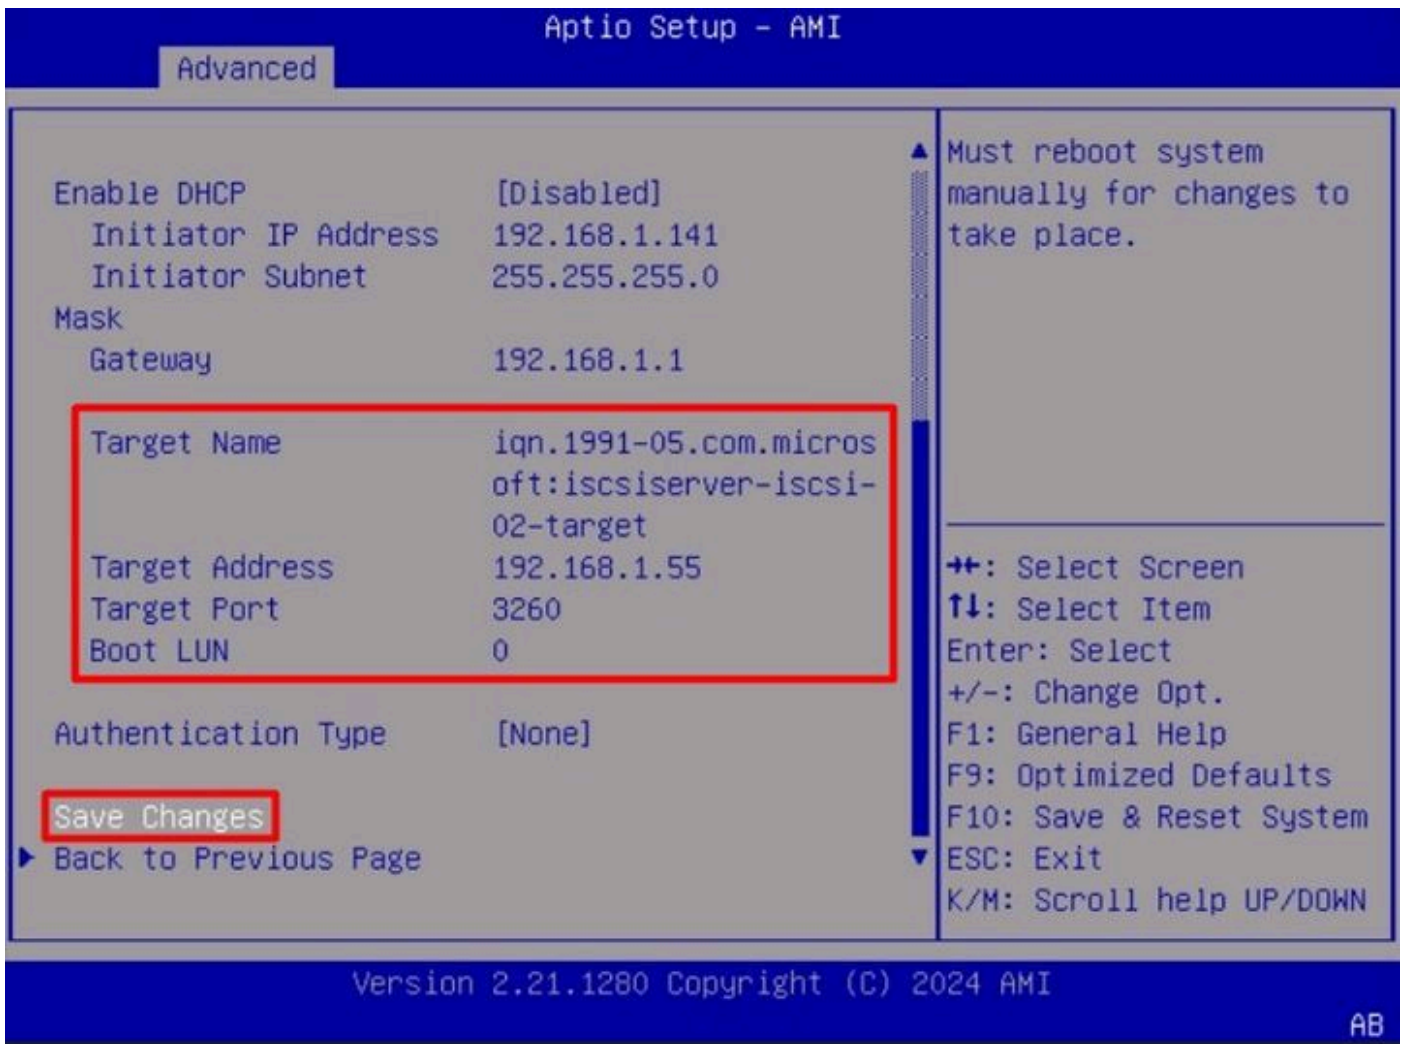 Aptio Setup – AMI
Advanced
Enable DHCP [Disabled]
Initiator IP Address 192.168.1.141
Initiator Subnet 255.255.255.0
Mask
Gateway 192.168.1.1
Target Name iqn.1991-05.com.micros
oft:iscsiserver-iscsi-
02-target
Target Address 192.168.1.55
Target Port 3260
Boot LUN 0
Authentication Type [None]
Save Changes
Back to Previous Page
Must reboot system
manually for changes to
take place.
→←: Select Screen
↑↓: Select Item
Enter: Select
+/-: Change Opt.
F1: General Help
F9: Optimized Defaults
F10: Save & Reset System
ESC: Exit
K/M: Scroll help UP/DOWN
Version 2.21.1280 Copyright (C) 2024 AMI
AB